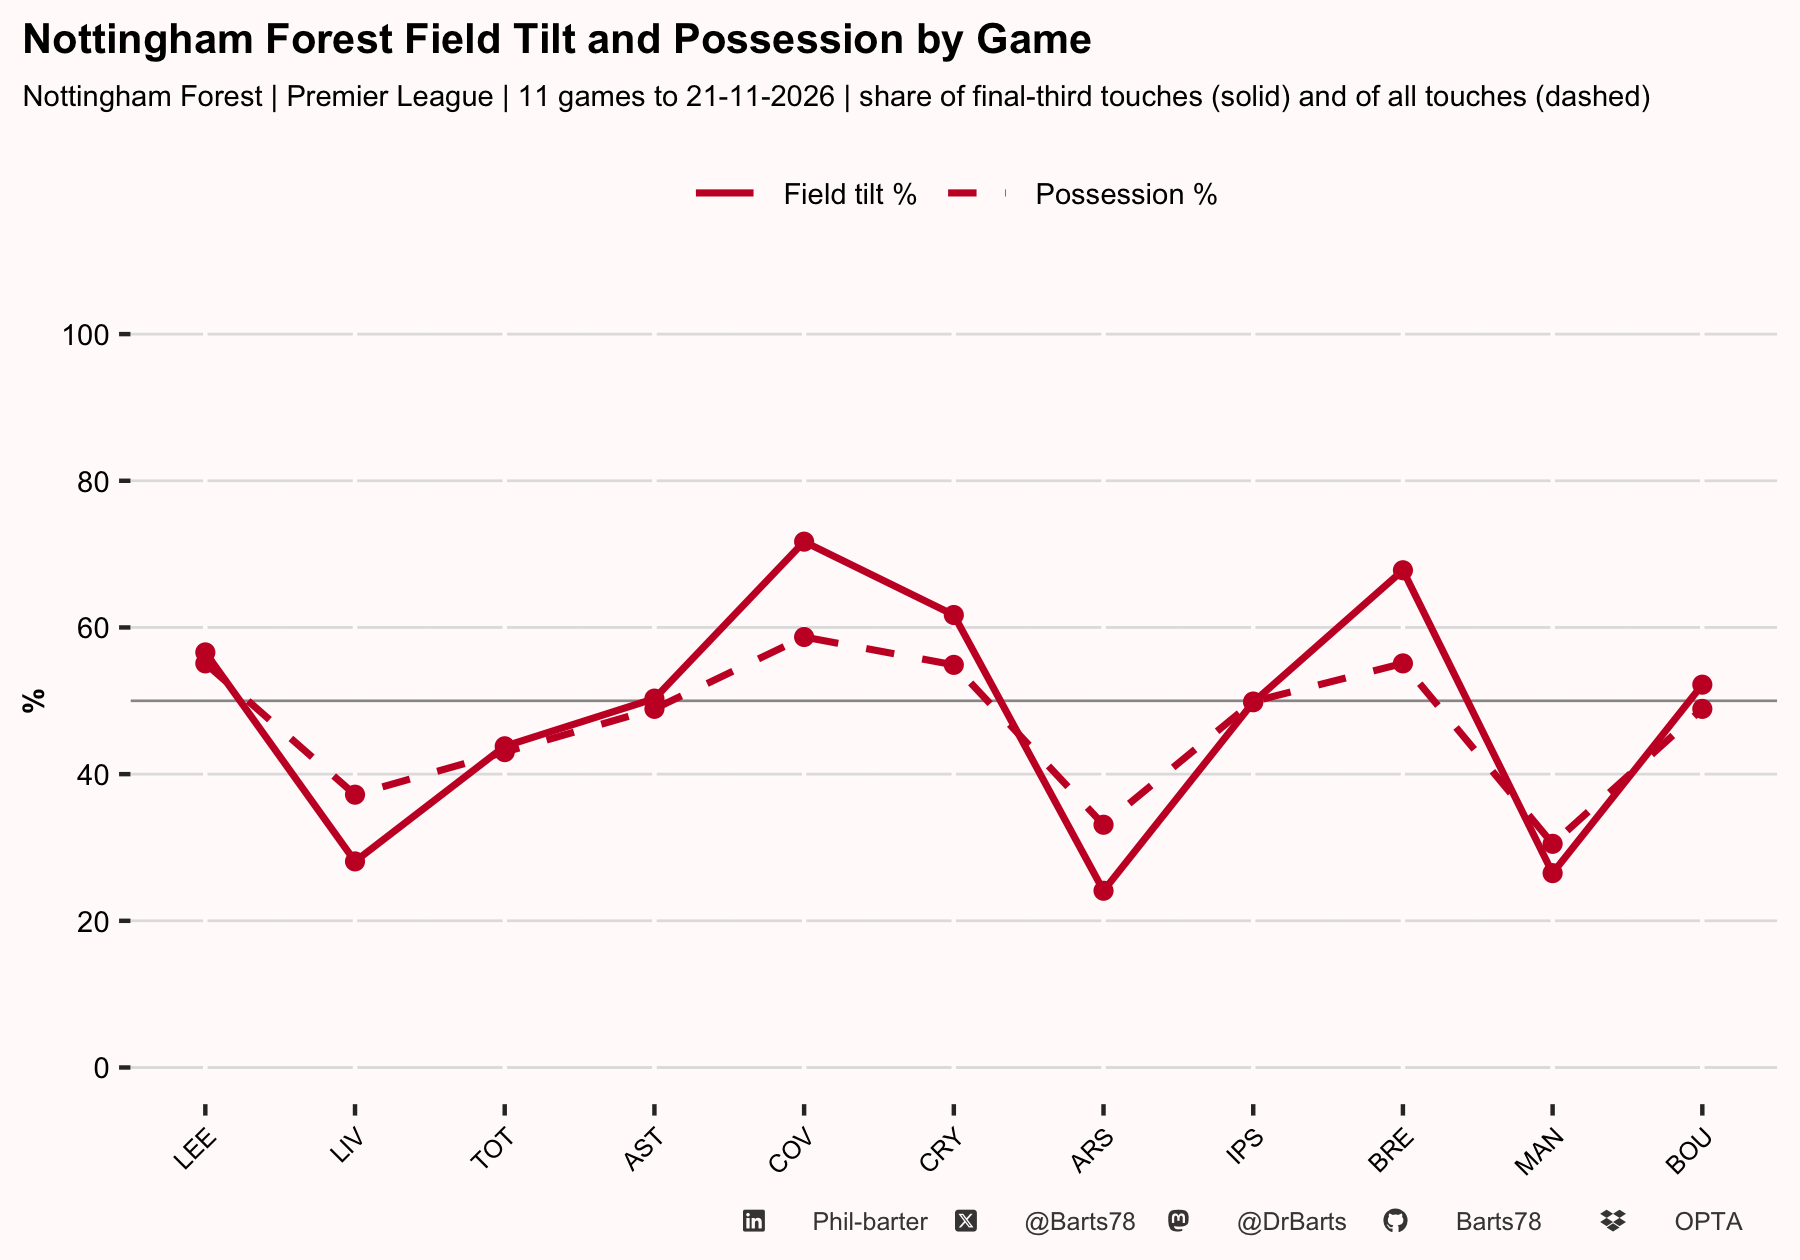 Nottingham Forest Field Tilt and Possession by Game
Nottingham Forest | Premier League | 11 games to 21-11-2026 | share of final-third touches (solid) and of all touches (dashed)
Field tilt % Possession %
100
80
60
40
20
0
%
LEE LIV TOT AST COV CRY ARS IPS BRE MAN BOU
Phil-barter @Barts78 @DrBarts Barts78 OPTA